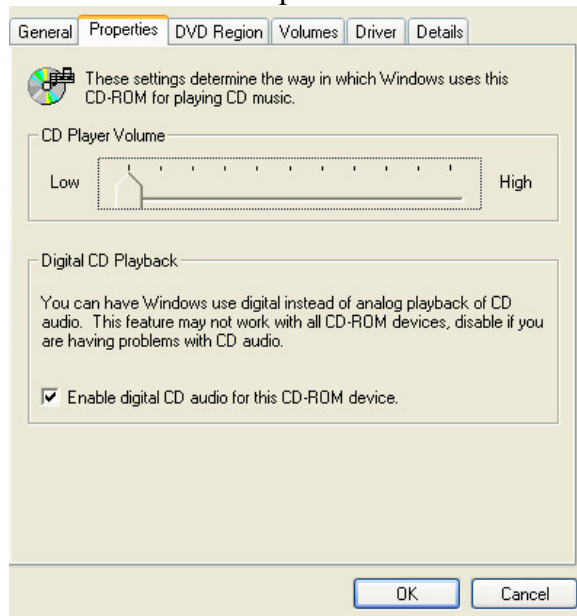 General Properties DVD Region Volumes Driver Details
These settings determine the way in which Windows uses this
CD-ROM for playing CD music.
CD Player Volume
Low High
Digital CD Playback
You can have Windows use digital instead of analog playback of CD
audio. This feature may not work with all CD-ROM devices, disable if you
are having problems with CD audio.
Enable digital CD audio for this CD-ROM device.
OK Cancel